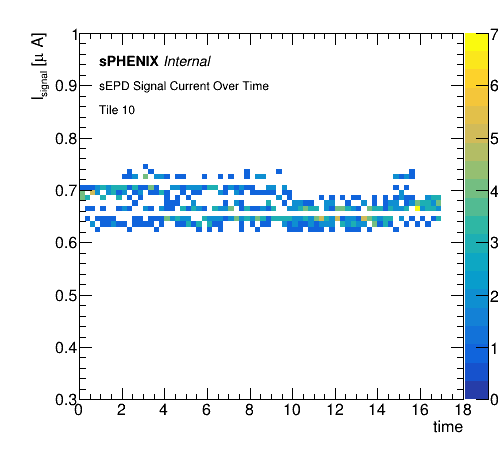 I_signal [μ A]
1
0.9
0.8
0.7
0.6
0.5
0.4
0.3
sPHENIX Internal
sEPD Signal Current Over Time
Tile 10
0 2 4 6 8 10 12 14 16 18
time
7
6
5
4
3
2
1
0